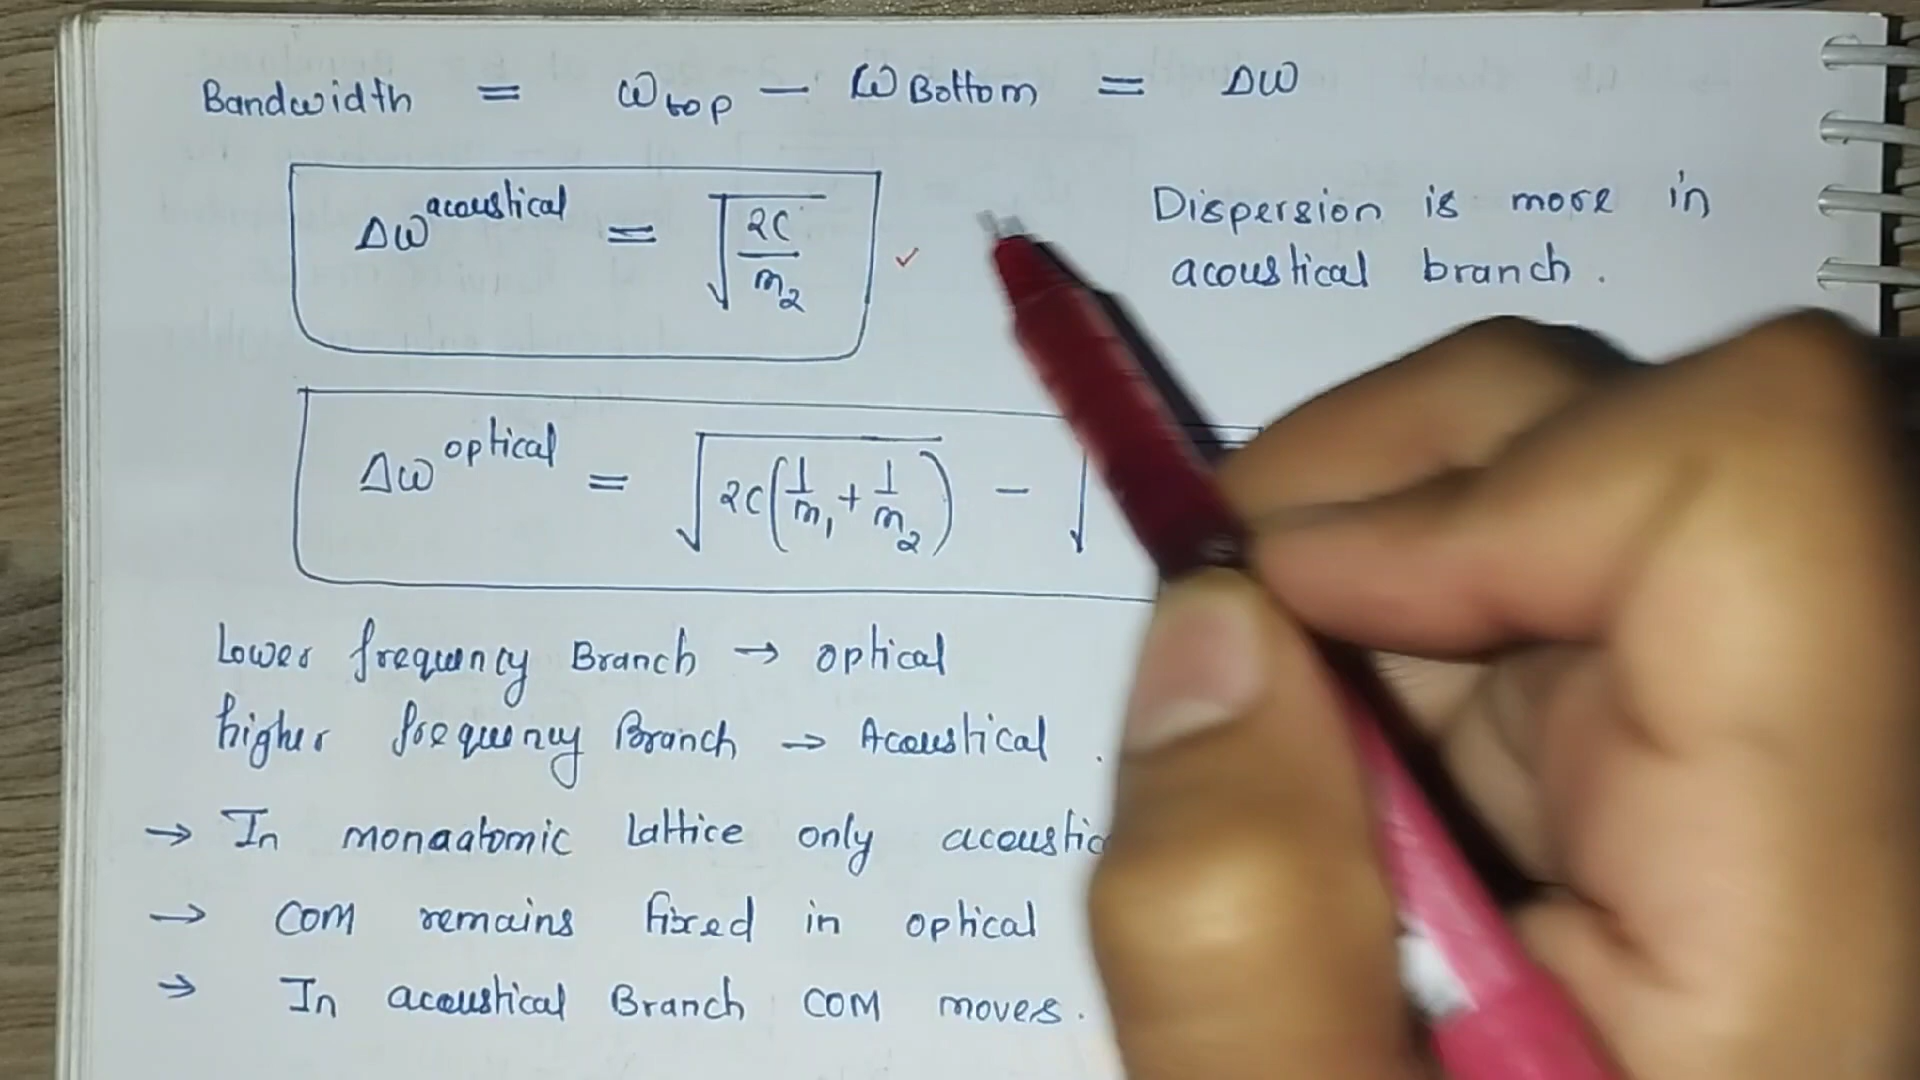 Bandwidth = ω top – ω Bottom = Δω
Δω^acoustical = √(2C/m₂) ✓
Dispersion is more in
acoustical branch.
Δω^optical = √(2C(1/m₁ + 1/m₂)) – √
Lower frequency Branch → optical
higher frequency Branch → Acoustical.
→ In monoatomic Lattice only acoustic
→ COM remains fixed in optical
→ In acoustical Branch COM moves.